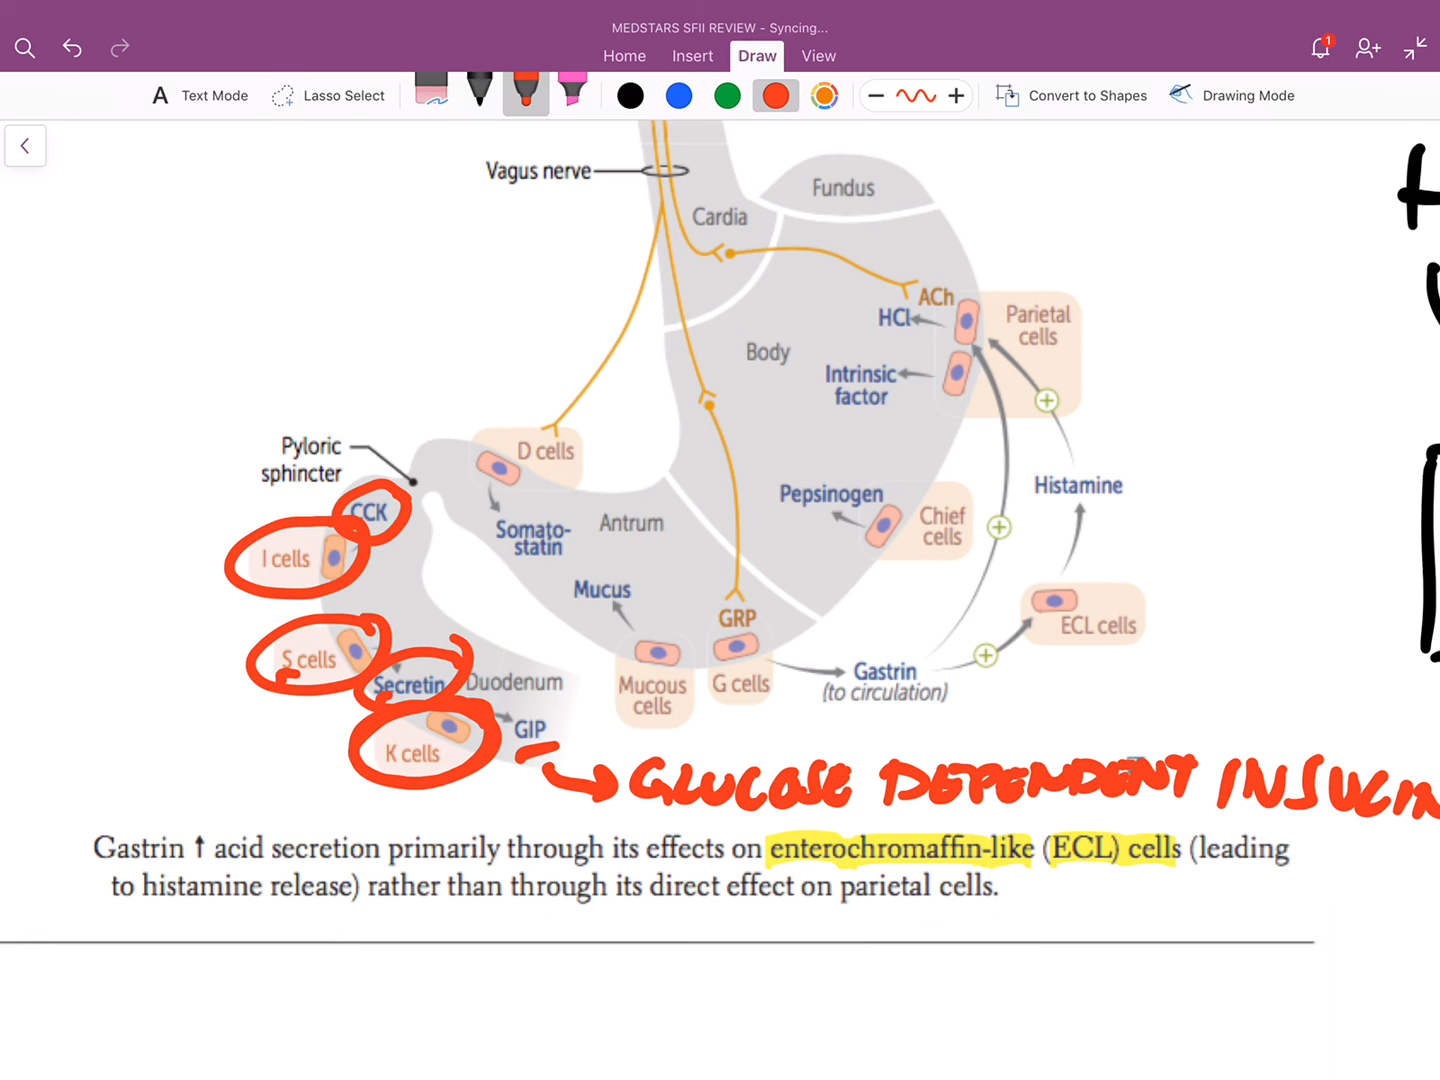 MEDSTARS SFII REVIEW - Syncing...
Home Insert Draw View
1
A Text Mode Lasso Select Convert to Shapes Drawing Mode
Vagus nerve
Fundus
Cardia
ACh
HCl
Parietal
cells
Body
Intrinsic
factor
Pyloric
sphincter
D cells
CCK
Somato-
statin
Antrum
Pepsinogen
Chief
cells
Histamine
I cells
Mucus
GRP
ECL cells
S cells
Secretin
Duodenum
Mucous
cells
G cells
Gastrin
(to circulation)
GIP
K cells
GLUCOSE DEPENDENT
Gastrin ↑ acid secretion primarily through its effects on enterochromaffin-like (ECL) cells (leading
to histamine release) rather than through its direct effect on parietal cells.